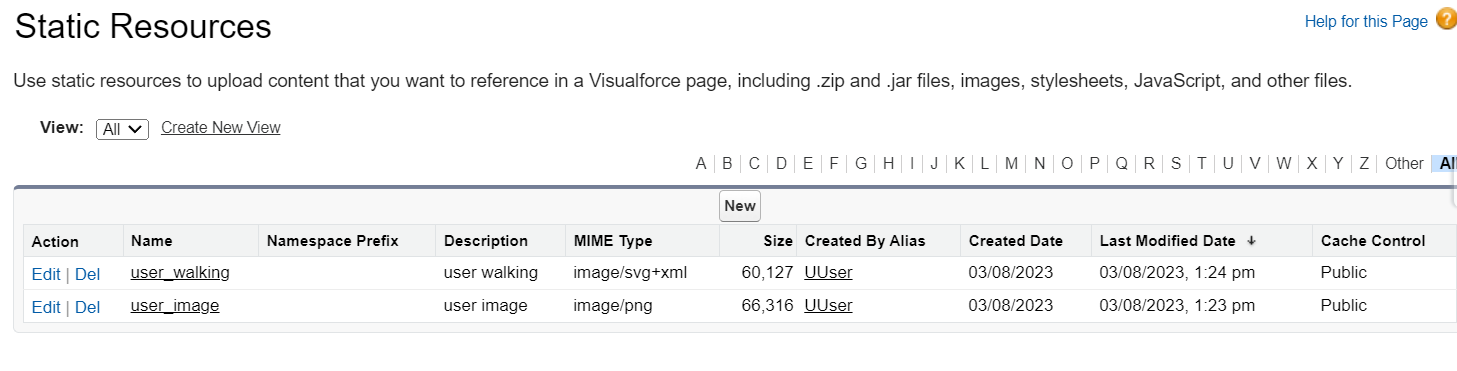 Static Resources
Help for this Page ?
Use static resources to upload content that you want to reference in a Visualforce page, including .zip and .jar files, images, stylesheets, JavaScript, and other files.
View: All Create New View
A | B | C | D | E | F | G | H | I | J | K | L | M | N | O | P | Q | R | S | T | U | V | W | X | Y | Z | Other | All
New
Action Name Namespace Prefix Description MIME Type Size Created By Alias Created Date Last Modified Date ↓ Cache Control
Edit | Del user_walking user walking image/svg+xml 60,127 UUser 03/08/2023 03/08/2023, 1:24 pm Public
Edit | Del user_image user image image/png 66,316 UUser 03/08/2023 03/08/2023, 1:23 pm Public